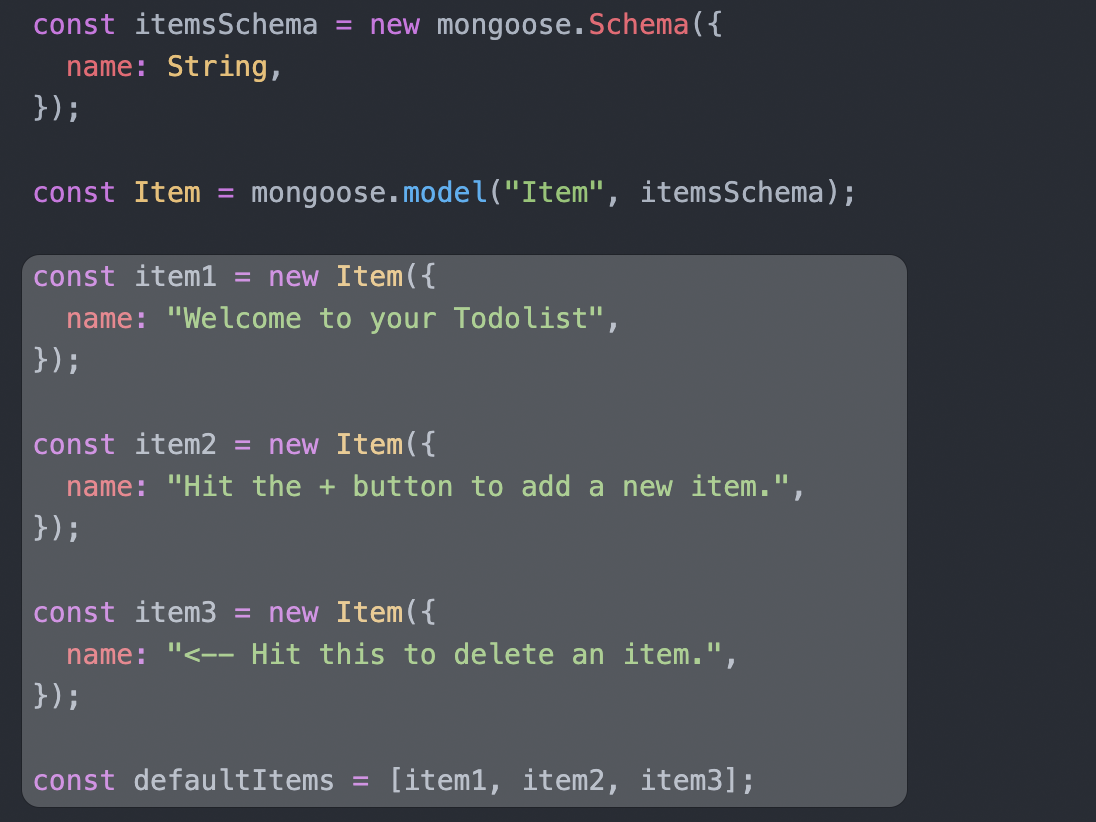 const itemsSchema = new mongoose.Schema({
  name: String,
});
const Item = mongoose.model("Item", itemsSchema);
const item1 = new Item({
  name: "Welcome to your Todolist",
});
const item2 = new Item({
  name: "Hit the + button to add a new item.",
});
const item3 = new Item({
  name: "<-- Hit this to delete an item.",
});
const defaultItems = [item1, item2, item3];